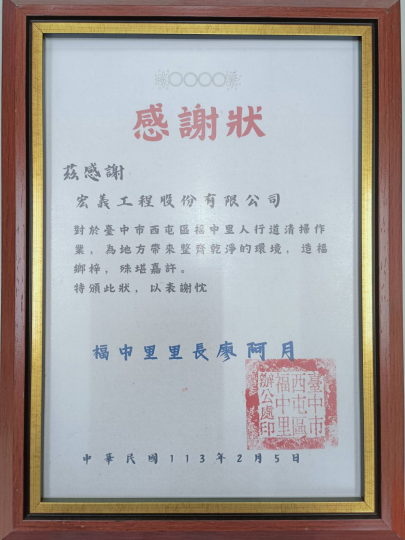 感謝狀
茲感謝
宏義工程股份有限公司
對於臺中市西屯區福中里人行道清掃作
業，為地方帶來整齊乾淨的環境，造福
鄉梓，殊堪嘉許。
特頒此狀，以表謝忱
福中里里長廖阿月
臺中市
西屯區
福中里
辦公處印
中華民國113年2月5日